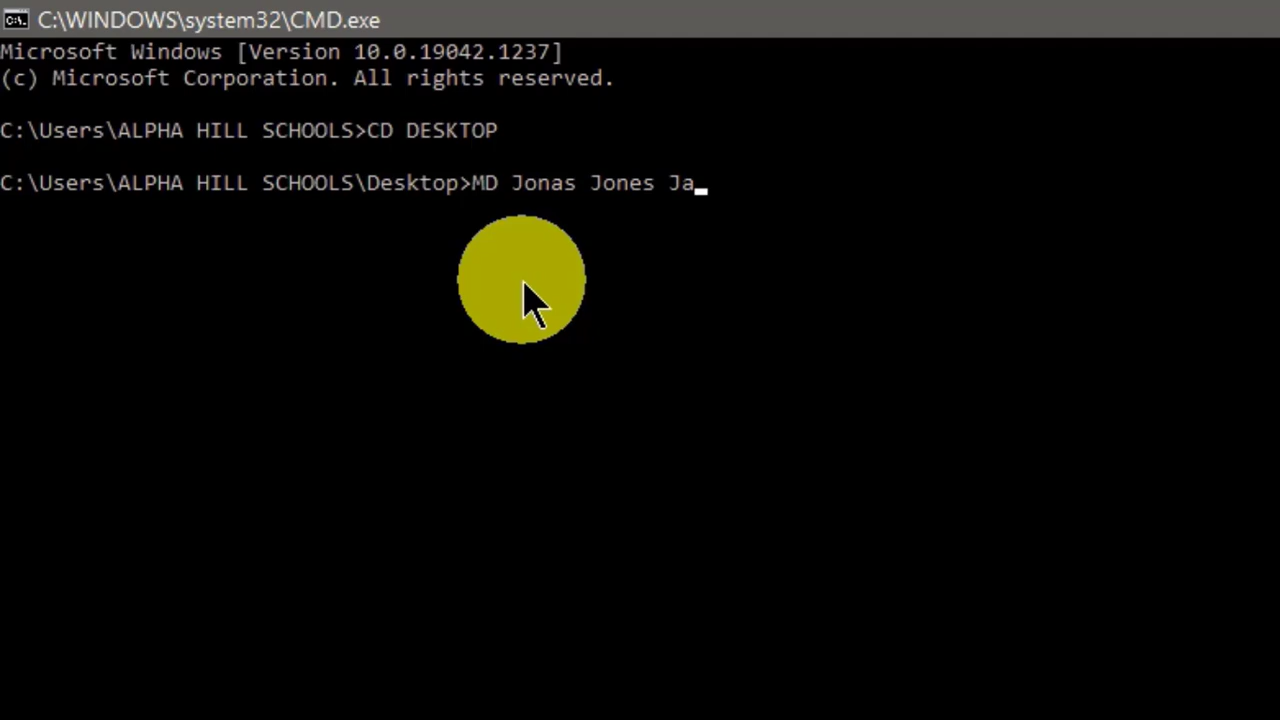 C:\WINDOWS\system32\CMD.exe
Microsoft Windows [Version 10.0.19042.1237]
(c) Microsoft Corporation. All rights reserved.
C:\Users\ALPHA HILL SCHOOLS>CD DESKTOP
C:\Users\ALPHA HILL SCHOOLS\Desktop>MD Jonas Jones Ja